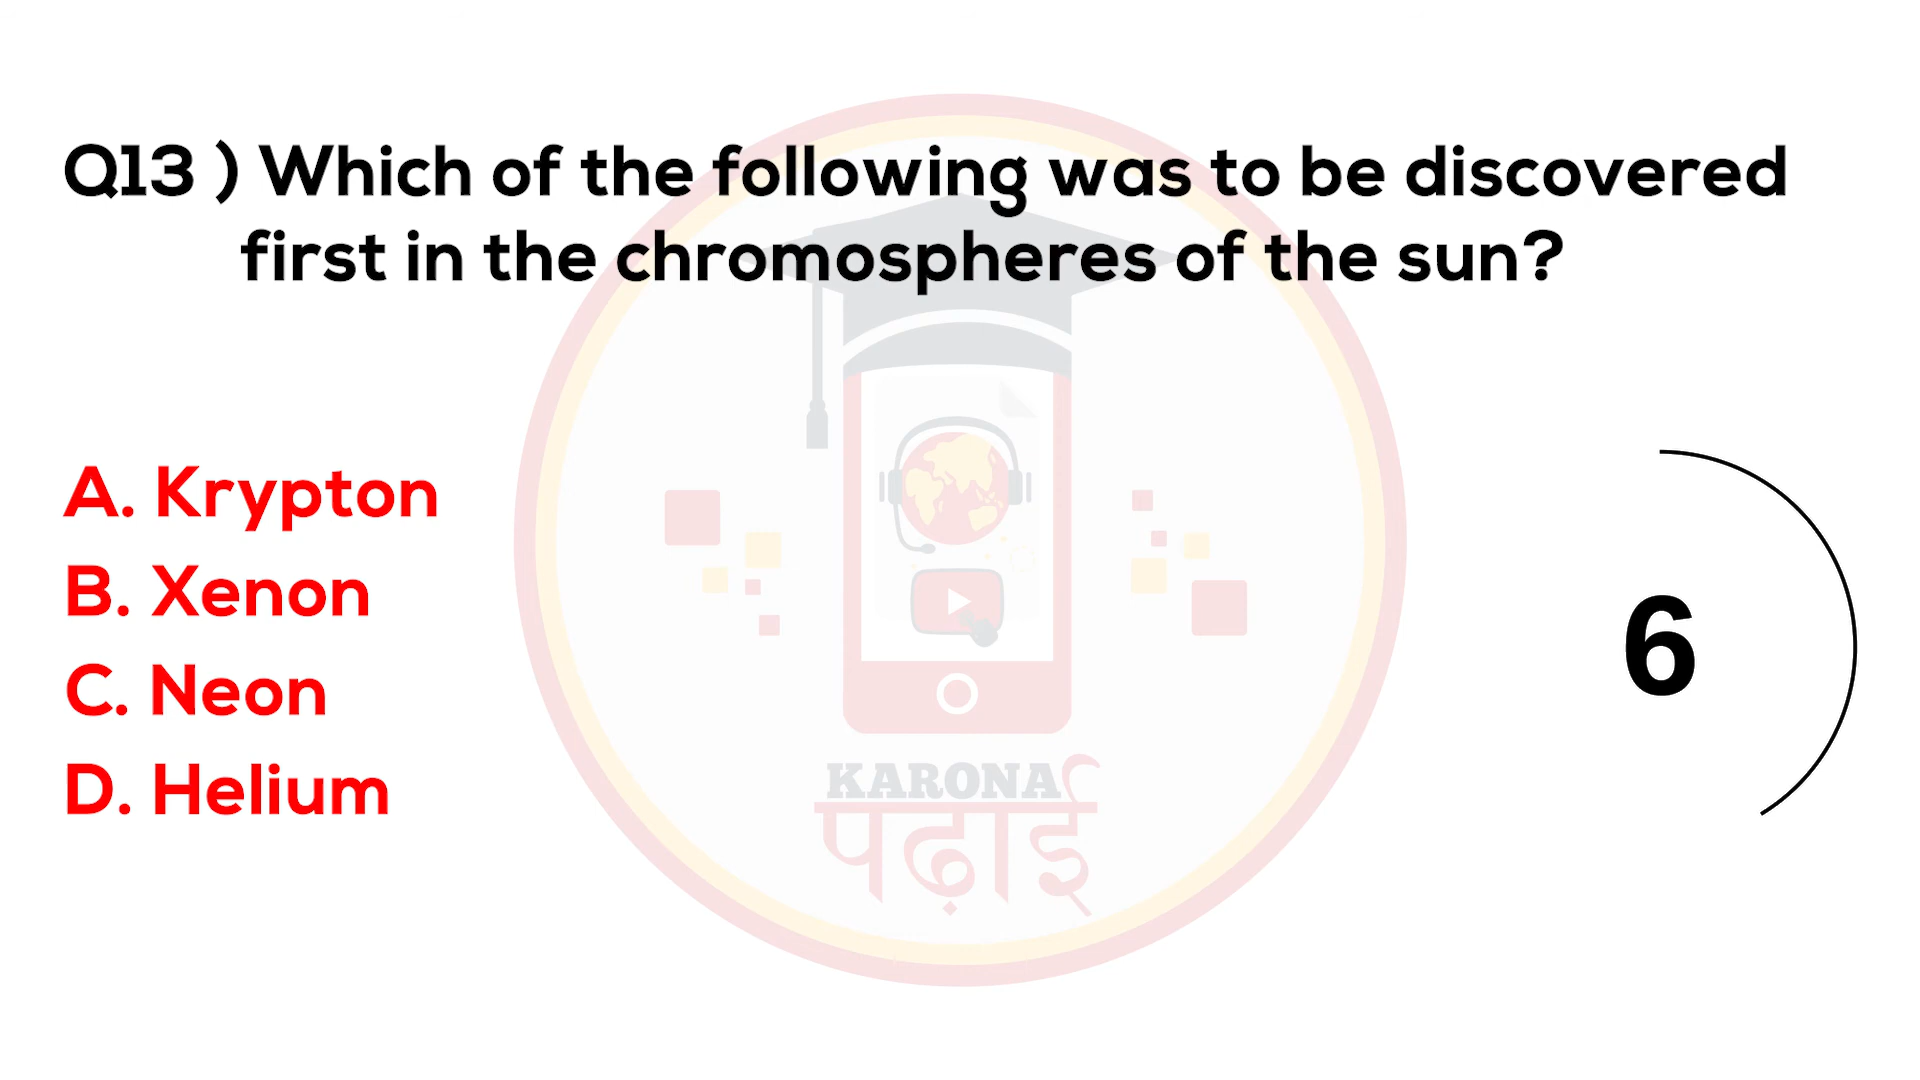 Q13 ) Which of the following was to be discovered
first in the chromospheres of the sun?
A. Krypton
B. Xenon
C. Neon
D. Helium
6
KARONA
पढ़ाई